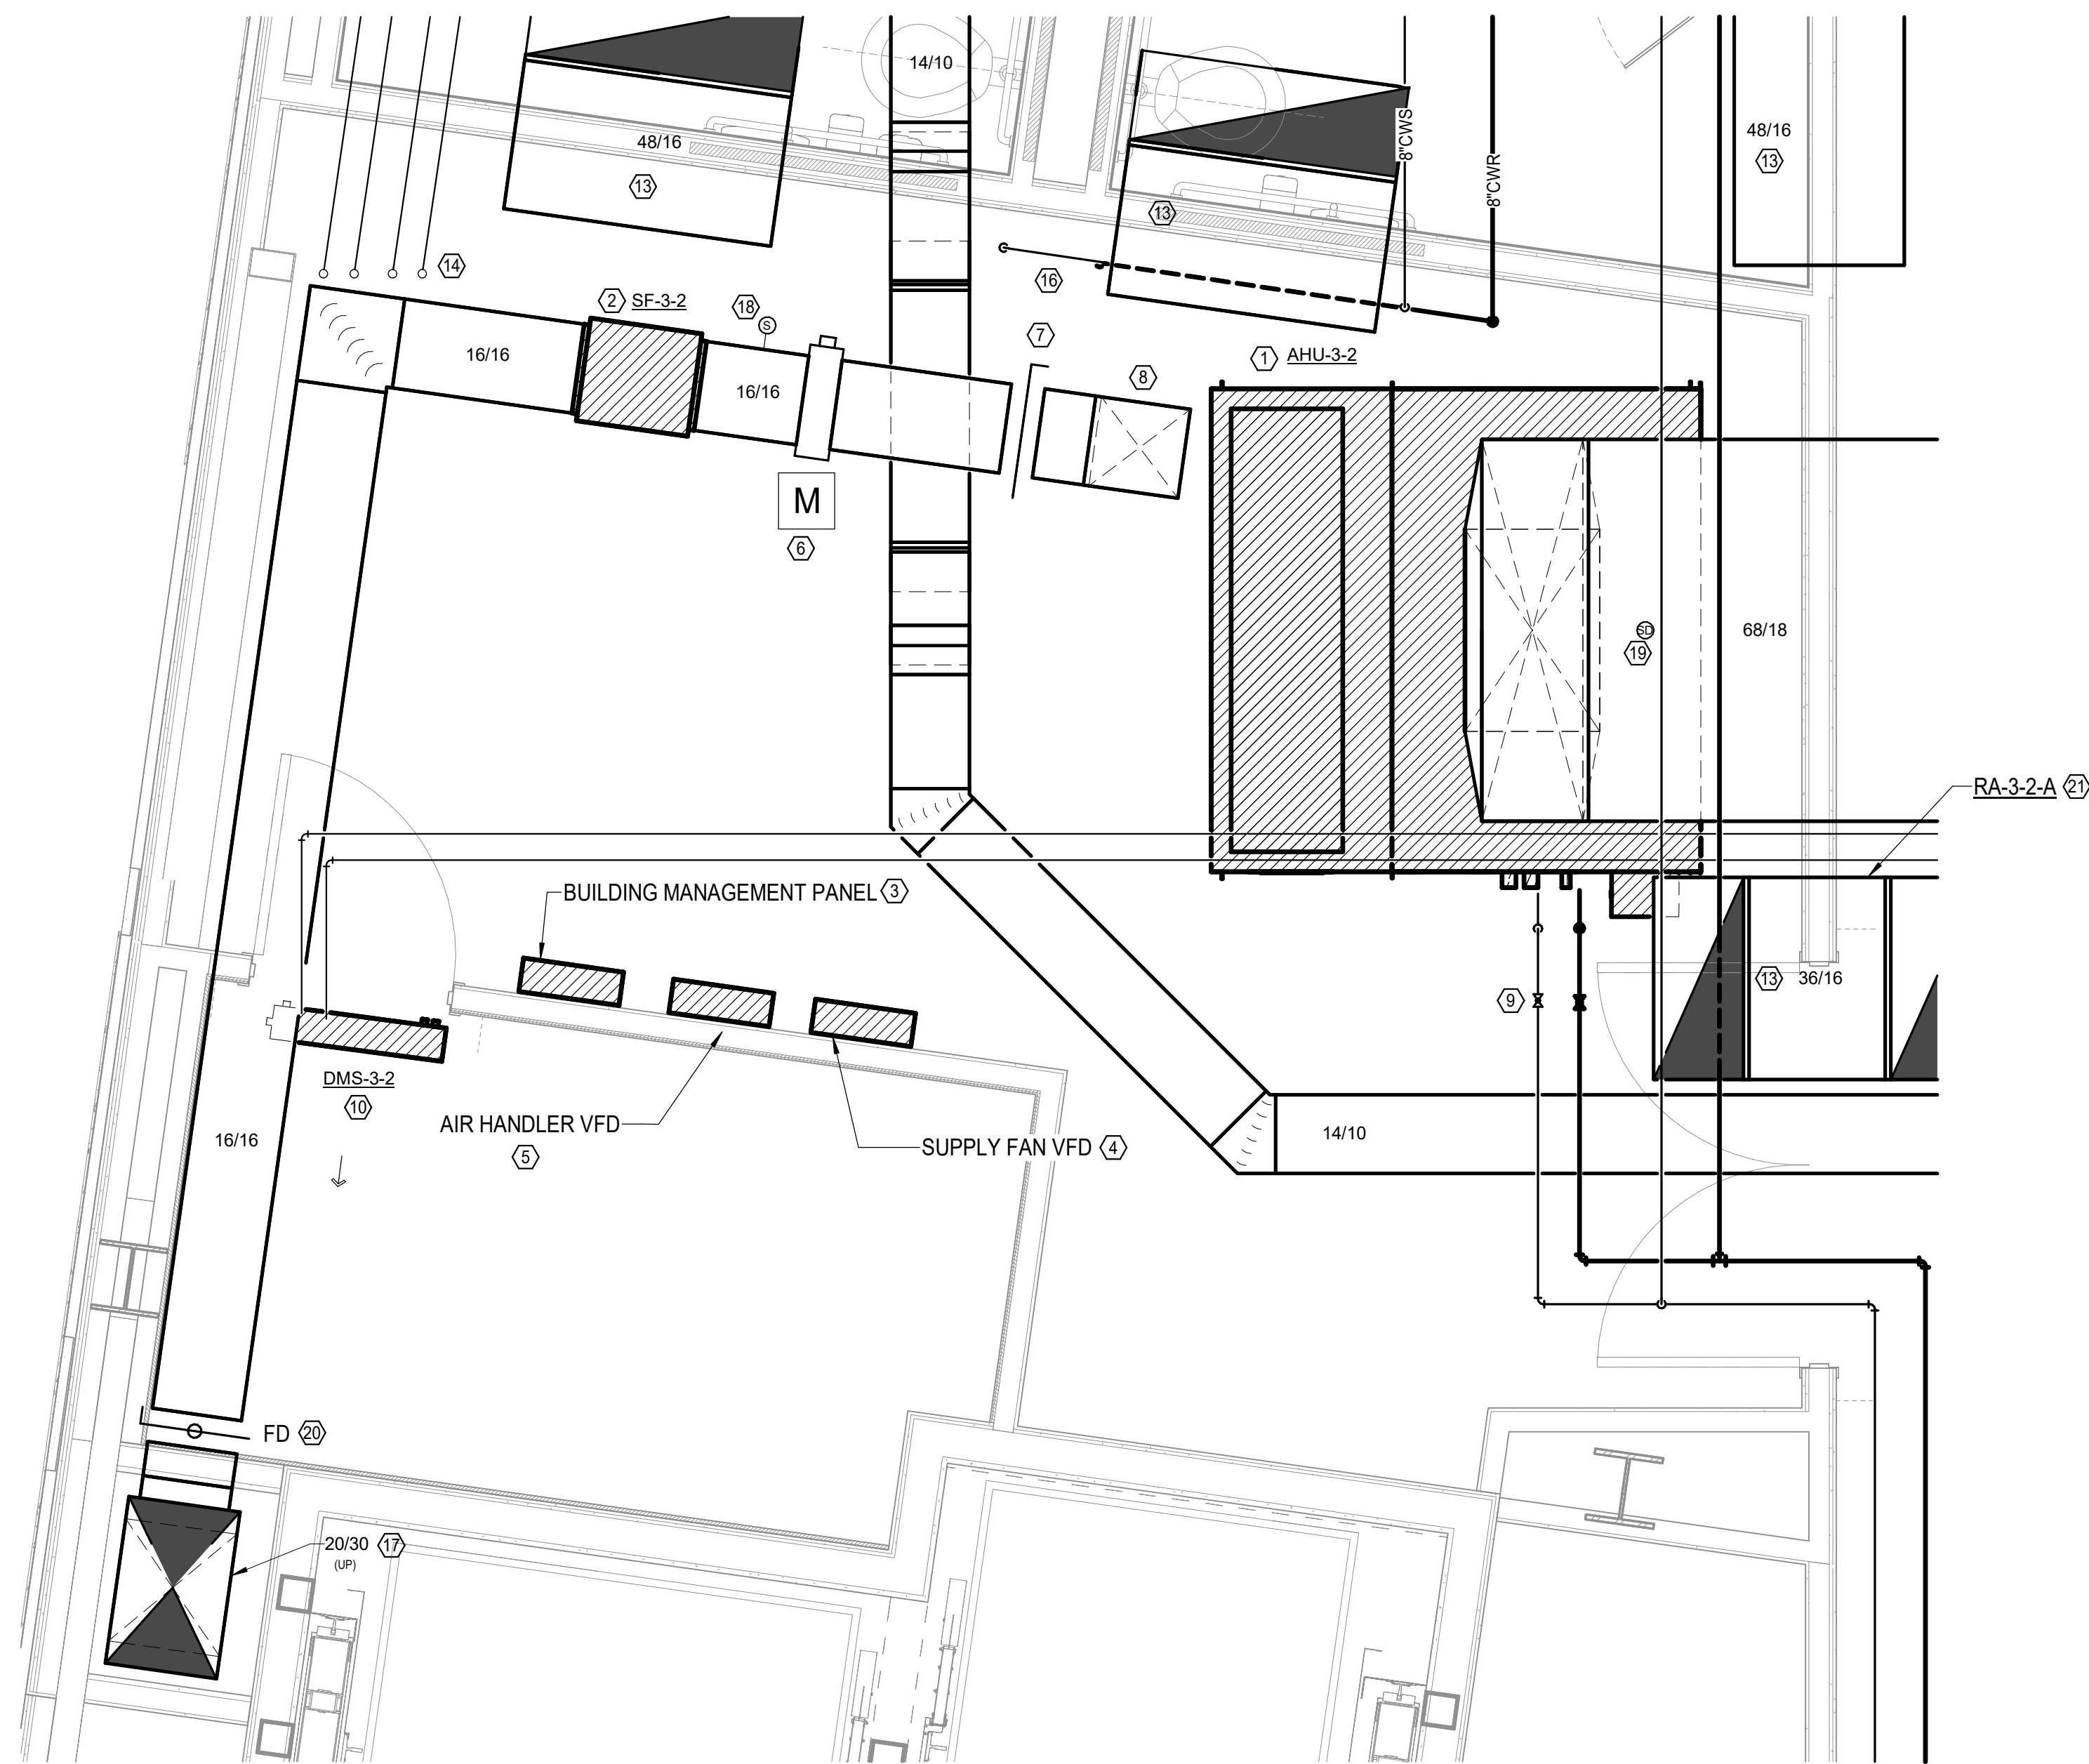 14/10
48/16
13
8"CWS
8"CWR
48/16
13
13
14
16
2 SF-3-2
18
S
7
8
1 AHU-3-2
16/16
16/16
M
6
SD
19
68/18
RA-3-2-A 21
BUILDING MANAGEMENT PANEL 3
13 36/16
9
DMS-3-2
10
AIR HANDLER VFD
5
SUPPLY FAN VFD 4
14/10
16/16
FD 20
20/30 17
(UP)